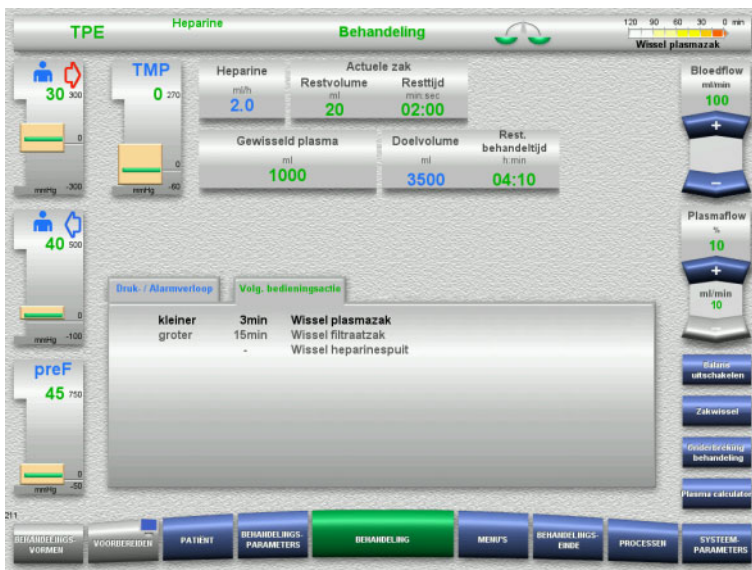 TPE Heparine Behandeling 120 90 60 30 0 min
Wissel plasmazak
30 300
0
mmHg -300
TMP
0 270
0
mmHg -60
Heparine
ml/h
2.0
Actuele zak
Restvolume Resttijd
ml min:sec
20 02:00
Gewisseld plasma
ml
1000
Doelvolume Rest. behandeltijd
ml h:min
3500 04:10
Bloedflow
ml/min
100
+
–
40 500
0
mmHg -100
Plasmaflow
%
10
+
ml/min
10
–
Druk- / Alarmverloop Volg. bedieningsactie
kleiner 3min Wissel plasmazak
groter 15min Wissel filtraatzak
- Wissel heparinespuit
preF
45 750
0
mmHg -50
Balans
uitschakelen
Zakwissel
Onderbreking
behandeling
Plasma calculator
211
BEHANDELINGS-
VORMEN
VOORBEREIDEN
PATIËNT
BEHANDELINGS-
PARAMETERS
BEHANDELING
MENU'S
BEHANDELINGS-
EINDE
PROCESSEN
SYSTEEM-
PARAMETERS